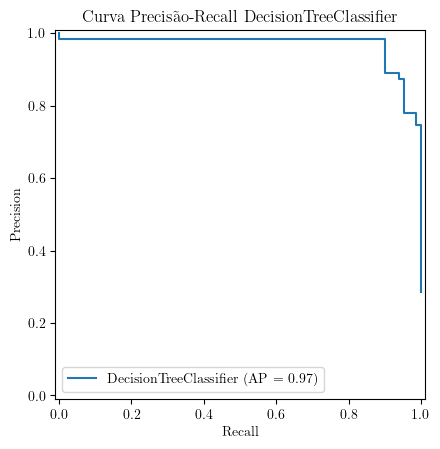 Curva Precisão-Recall DecisionTreeClassifier
1.0
0.8
0.6
0.4
0.2
0.0
Precision
DecisionTreeClassifier (AP = 0.97)
0.0 0.2 0.4 0.6 0.8 1.0
Recall